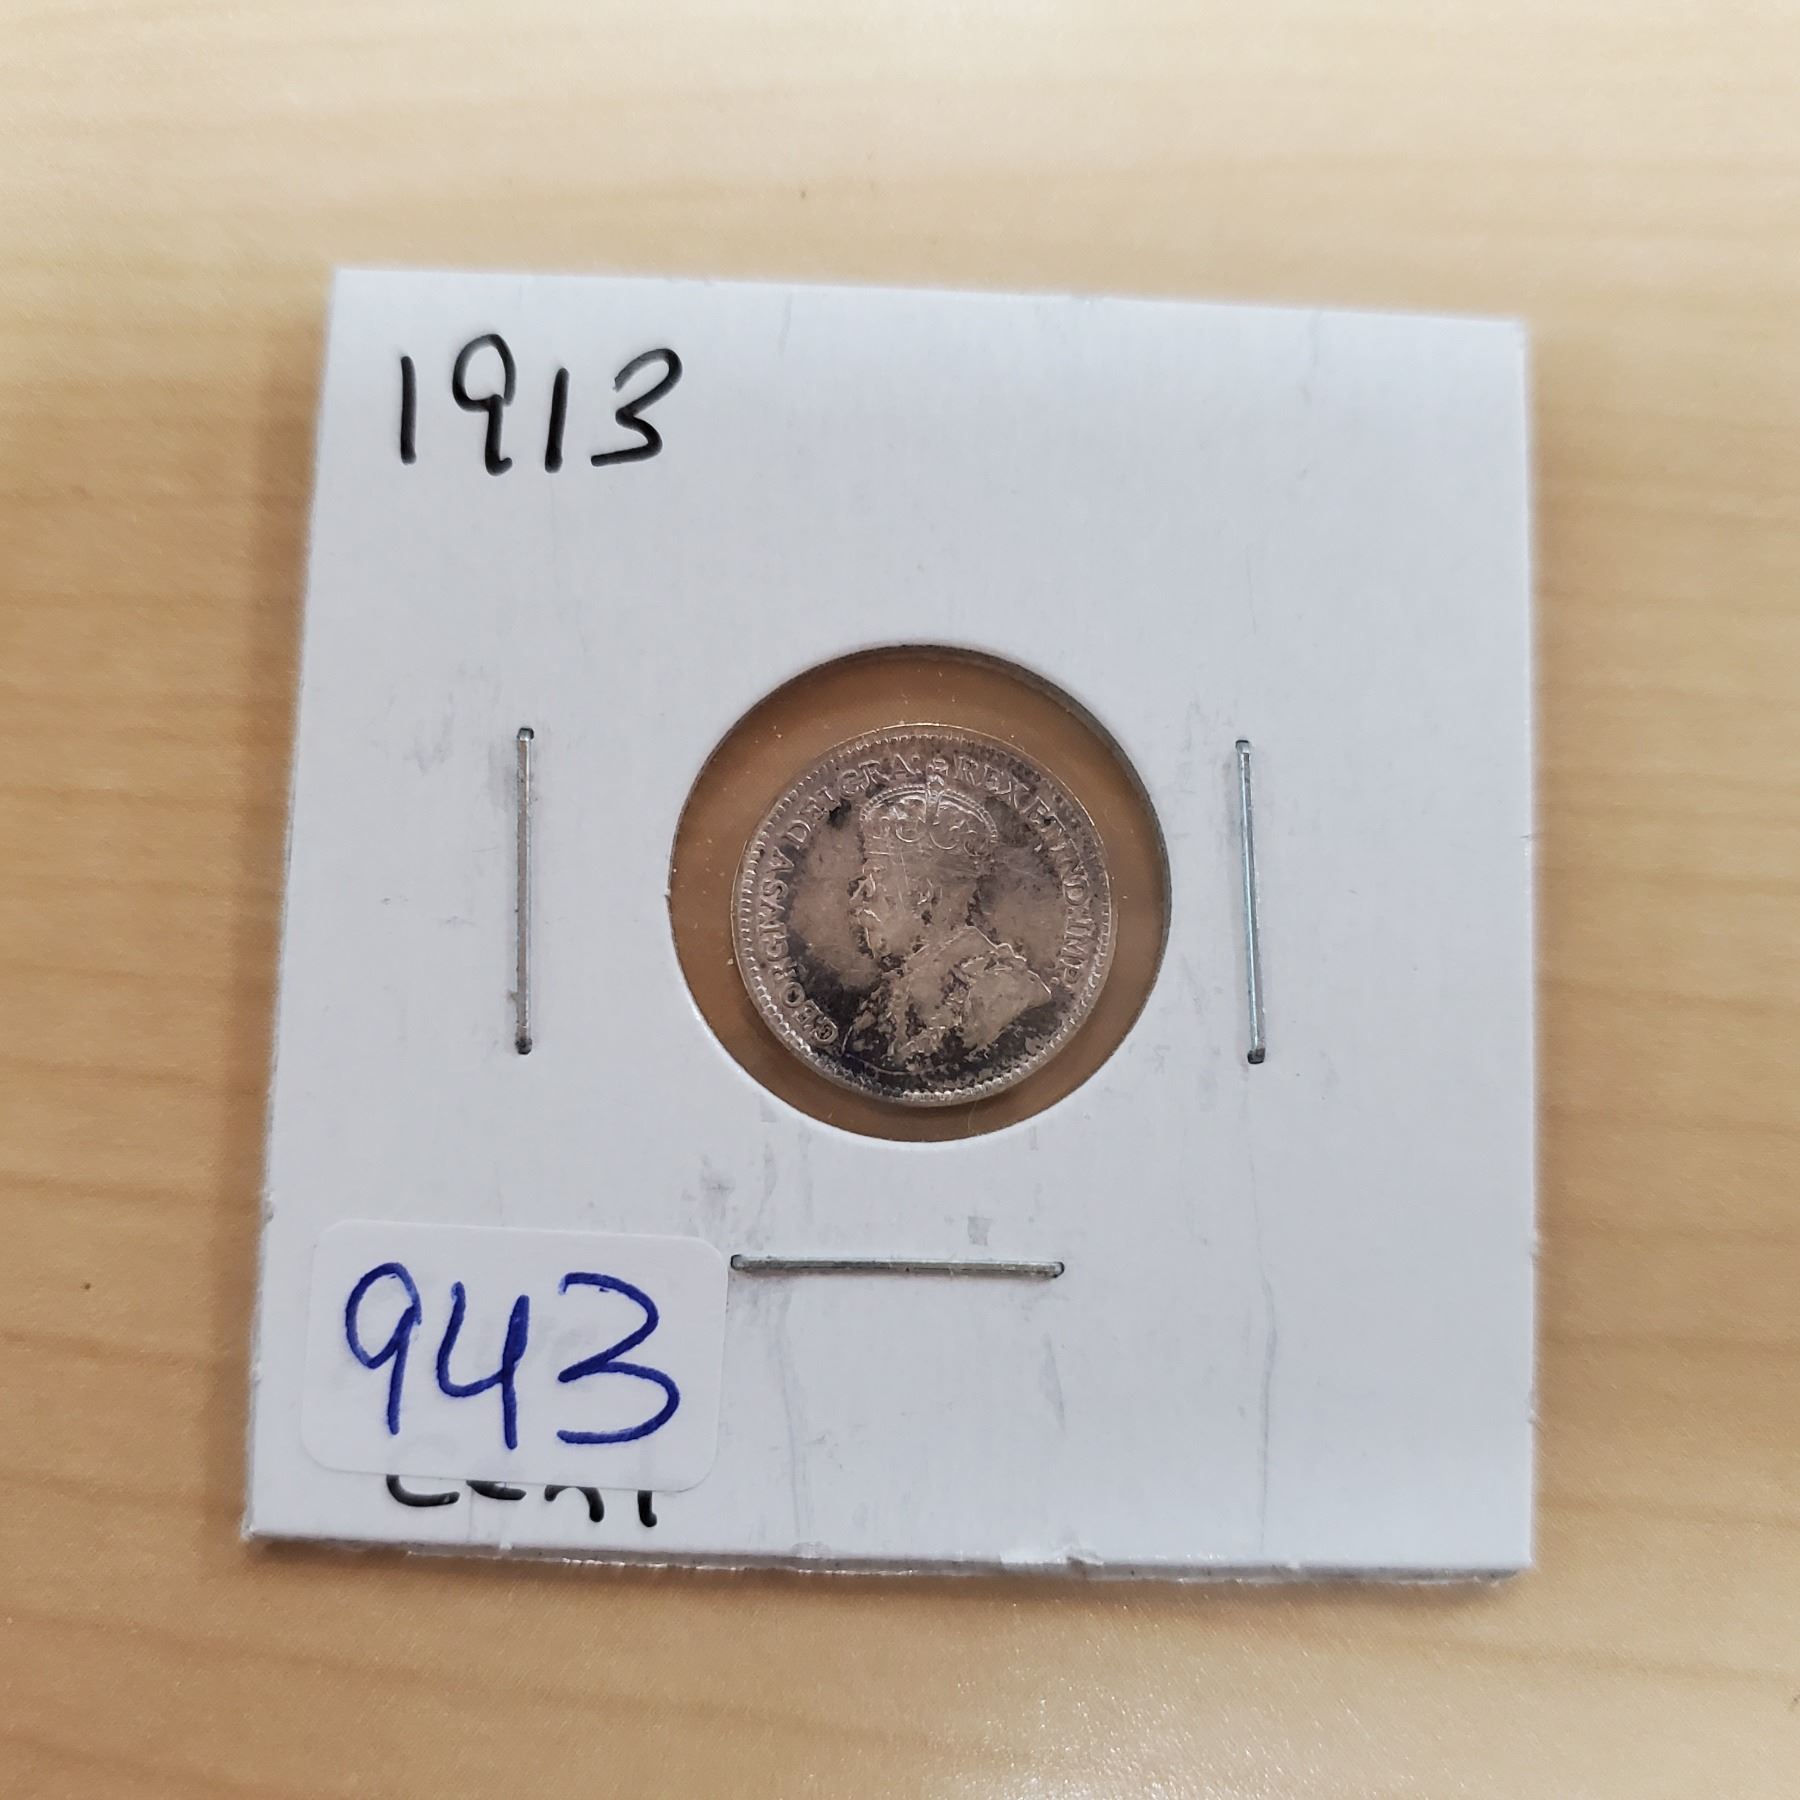 1913
GEORGIVS V DEI GRA: REX ET IND: IMP:
943